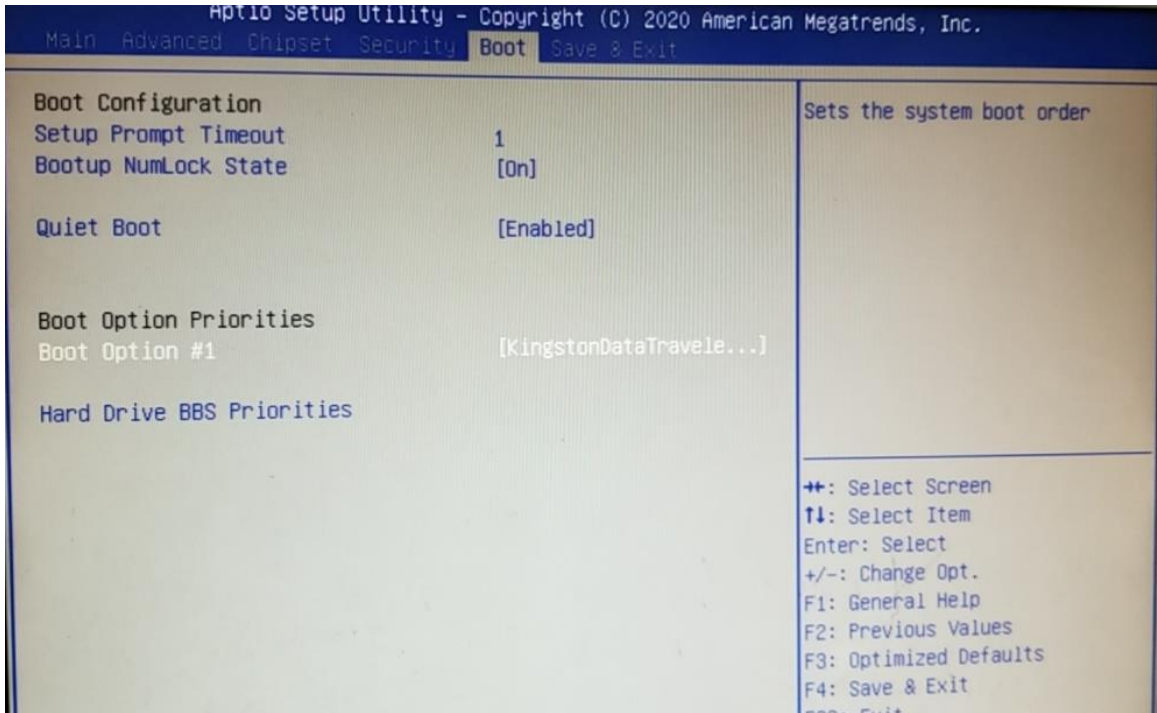 Aptio Setup Utility – Copyright (C) 2020 American Megatrends, Inc.
Main Advanced Chipset Security Boot Save & Exit
Boot Configuration
Setup Prompt Timeout 1
Bootup NumLock State [On]
Quiet Boot [Enabled]
Boot Option Priorities
Boot Option #1 [KingstonDataTravele...]
Hard Drive BBS Priorities
Sets the system boot order
→←: Select Screen
↑↓: Select Item
Enter: Select
+/-: Change Opt.
F1: General Help
F2: Previous Values
F3: Optimized Defaults
F4: Save & Exit